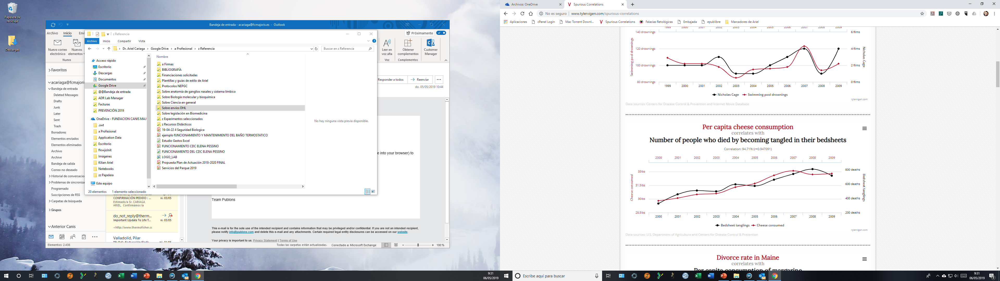 Papelera de
reciclaje
Descargas
Bandeja de entrada - acariaga@fcmajoris.es - Outlook
Archivo Inicio Envi
Próximamente
Nuevo correo
electrónico
Nuevos
elementos
Nuevo
Leer en
voz alta
Voz
Obtener
complementos
Complementos
Customer
Manager
Favoritos
acariaga@fcmajoris
Bandeja de entrada
Deleted Messages
Drafts
Junk
Later
Sent
Trash
Borradores
Elementos enviados
Elementos eliminados
Archivo
Archive
Bandeja de salida
Correo no deseado
Historial de conversacion
Problemas de sincroniza
Programado
Suscripciones de RSS
Carpetas de búsqueda
Grupos
Anterior Canis
Elementos: 2.438
z Referencia
Archivo Inicio Compartir Vista
Dr. Ariel Cariaga > Google Drive > a Profesional > z Referencia
Buscar en z Referencia
Acceso rápido
Escritorio
Descargas
Documentos
Google Drive
@@Bandeja de entrada
ADR Lab Manager
Facturas
PREVENCIÓN 2019
OneDrive - FUNDACION CANIS MAJ
.swt
a Profesional
Application Data
Escritorio
flowjoInit
Imágenes
Kilian Ariel
Notebooks
zz Papelera
Este equipo
Nombre
a Firmas
BIBLIOGRAFÍA
Financiaciones solicitadas
Plantillas y guías de estilo de Ariel
Protocolos NEPGC
Sobre anatomía de ganglios nasales y sistema límbico
Sobre Biología molecular y bioquímica
Sobre Ciencia en general
Sobre envíos DHL
Sobre legislación en Biomedicina
z Experimentos seleccionados
z Recursos Didácticos
19-04-22 4 Seguridad Biologica
ejemplo fUNCIONAMIENTO Y MANTENIMIENTO DEL BAÑO TERMOSTATICO
Estudio Gastos Excel
FUNCIONAMIENTO CDC ELENA PESSINO
FUNCIONAMIENTO DEL CDC ELENA PESSINO
LOGO_LAB
Propuesta Plan de Actuación 2018-2020 FINAL
Servicios del Parque 2019
No hay ninguna vista previa disponible.
20 elementos 1 elemento seleccionado
Responder a todos
Reenviar
do. 05/05/2019 10:44
e into your browser) to
CONFIRMACIÓN PEDIDO : ... vi. 03/05
Estimado/a Sr. CARIAGA
ARIEL, Confirmamos la
do_not_reply@therm...
Important Update To Life T... vi. 03/05
<http://www.thermofisher.cc
Valladolid, Pilar
Team Publons
This e-mail is for the sole use of the intended recipient and contains information that may be privileged and/or confidential. If you are not an intended recipient,
please notify info@publons.com and delete this e-mail and any attachments. Certain required legal entity disclosures can be accessed on our website.
Your privacy is important to us. Privacy Statement | Terms of Use
Todas las carpetas están actualizadas. Conectado a: Microsoft Exchange
100 %
9:31
06/05/2019
Archivos: OneDrive
Spurious Correlations
No es seguro | www.tylervigen.com/spurious-correlations
Aplicaciones cPanel Login Mac Torrent Downl... Spurious Correlations Falacias Retológicas Embajada epublibre Marcadores de Ariel
1999 2000 2001 2002 2003 2004 2005 2006 2007 2008 2009
140 drownings
120 drownings
100 drownings
80 drownings
Swimming pool drownings
6 films
4 films
2 films
0 films
Nicholas Cage
1999 2000 2001 2002 2003 2004 2005 2006 2007 2008 2009
Nicholas Cage Swimming pool drownings
tylervigen.com
Data sources: Centers for Disease Control & Prevention and Internet Movie Database
Per capita cheese consumption
correlates with
Number of people who died by becoming tangled in their bedsheets
Correlation: 94.71% (r=0.947091)
2000 2001 2002 2003 2004 2005 2006 2007 2008 2009
33lbs
31.5lbs
30lbs
28.5lbs
Cheese consumed
800 deaths
600 deaths
400 deaths
200 deaths
Bedsheet tanglings
2000 2001 2002 2003 2004 2005 2006 2007 2008 2009
Bedsheet tanglings Cheese consumed
tylervigen.com
Data sources: U.S. Department of Agriculture and Centers for Disease Control & Prevention
Divorce rate in Maine
correlates with
Per capita consumption of margarine
Escribe aquí para buscar
9:31
06/05/2019